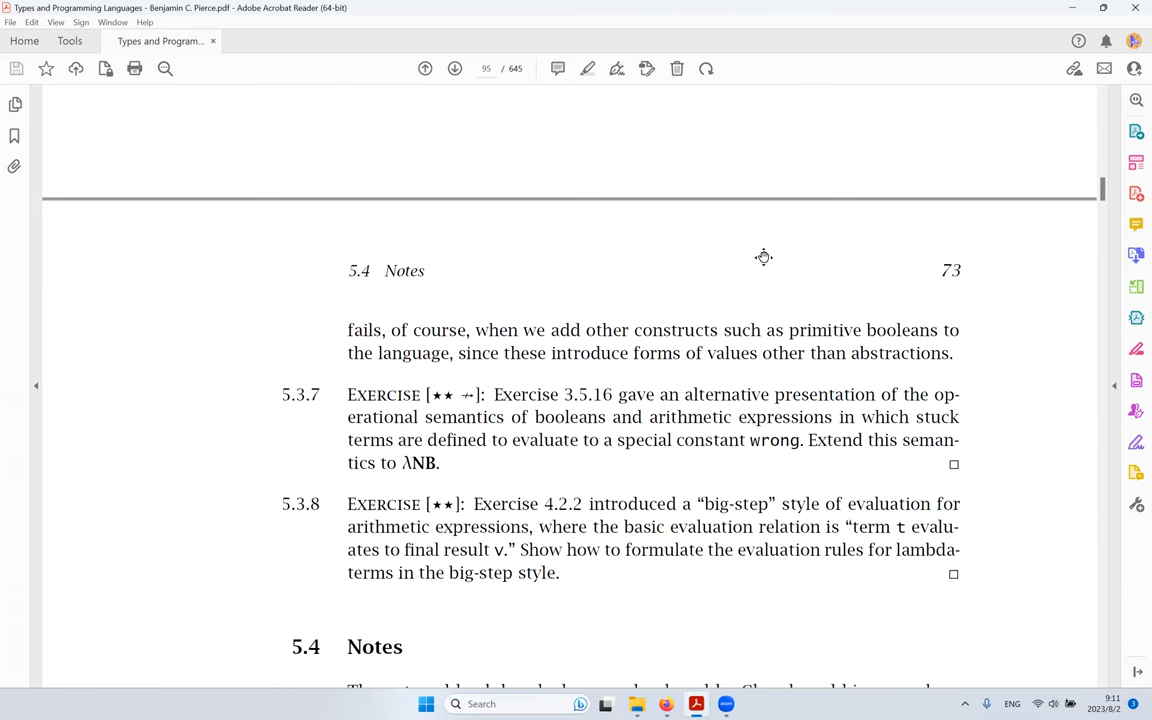 Types and Programming Languages - Benjamin C. Pierce.pdf - Adobe Acrobat Reader (64-bit)
File Edit View Sign Window Help
Home Tools Types and Program... ×
95 / 645
5.4 Notes 73
fails, of course, when we add other constructs such as primitive booleans to
the language, since these introduce forms of values other than abstractions.
5.3.7 EXERCISE [★★ ↛]: Exercise 3.5.16 gave an alternative presentation of the op-
erational semantics of booleans and arithmetic expressions in which stuck
terms are defined to evaluate to a special constant wrong. Extend this seman-
tics to λNB. □
5.3.8 EXERCISE [★★]: Exercise 4.2.2 introduced a “big-step” style of evaluation for
arithmetic expressions, where the basic evaluation relation is “term t evalu-
ates to final result v.” Show how to formulate the evaluation rules for lambda-
terms in the big-step style. □
5.4 Notes
Search
zoom
ENG
9:11
2023/8/2
3